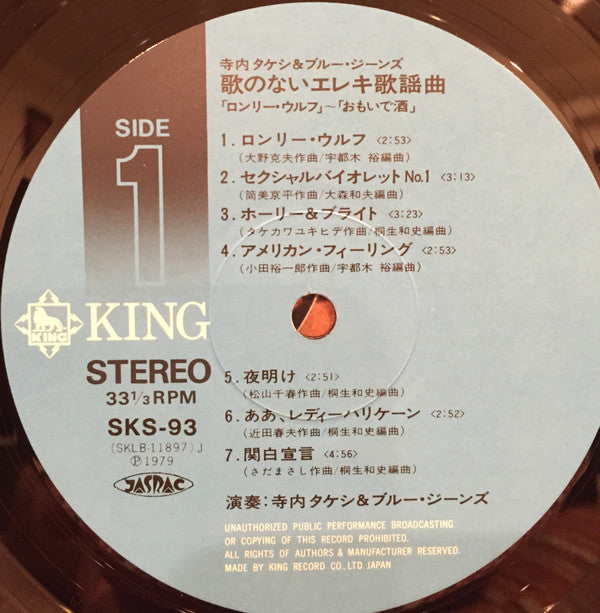 寺内タケシ&ブルー・ジーンズ
歌のないエレキ歌謡曲
「ロンリー・ウルフ」~「おもいで酒」
SIDE
1
1. ロンリー・ウルフ <2:53>
(大野克夫作曲/宇都木 裕編曲)
2. セクシャルバイオレットNo.1 <3:13>
(筒美京平作曲/大森和夫編曲)
3. ホーリー&ブライト <3:23>
(タケカワユキヒデ作曲/桐生和史編曲)
4. アメリカン・フィーリング <2:53>
(小田裕一郎作曲/宇都木 裕編曲)
KING
KING
STEREO
33 1/3 RPM
SKS-93
(SKLB-11897) J
℗1979
JASRAC
5. 夜明け <2:51>
(松山千春作曲/桐生和史編曲)
6. ああ、レディーハリケーン <2:52>
(近田春夫作曲/桐生和史編曲)
7. 関白宣言 <4:56>
(さだまさし作曲/桐生和史編曲)
演奏:寺内タケシ&ブルー・ジーンズ
UNAUTHORIZED PUBLIC PERFORMANCE BROADCASTING
OR COPYING OF THIS RECORD PROHIBITED.
ALL RIGHTS OF AUTHORS & MANUFACTURER RESERVED.
MADE BY KING RECORD CO., LTD. JAPAN